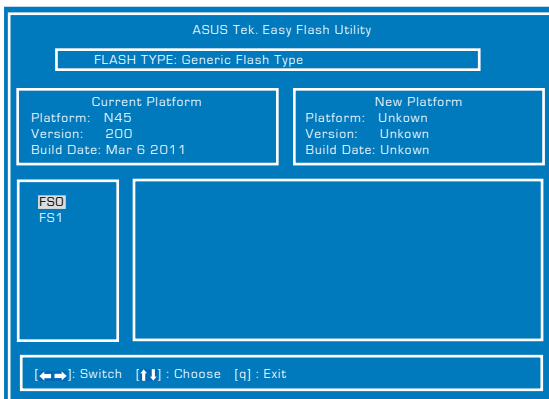 ASUS Tek. Easy Flash Utility
FLASH TYPE: Generic Flash Type
Current Platform
Platform: N45
Version: 200
Build Date: Mar 6 2011
New Platform
Platform: Unkown
Version: Unkown
Build Date: Unkown
FS0
FS1
[←→]: Switch [↑↓] : Choose [q] : Exit